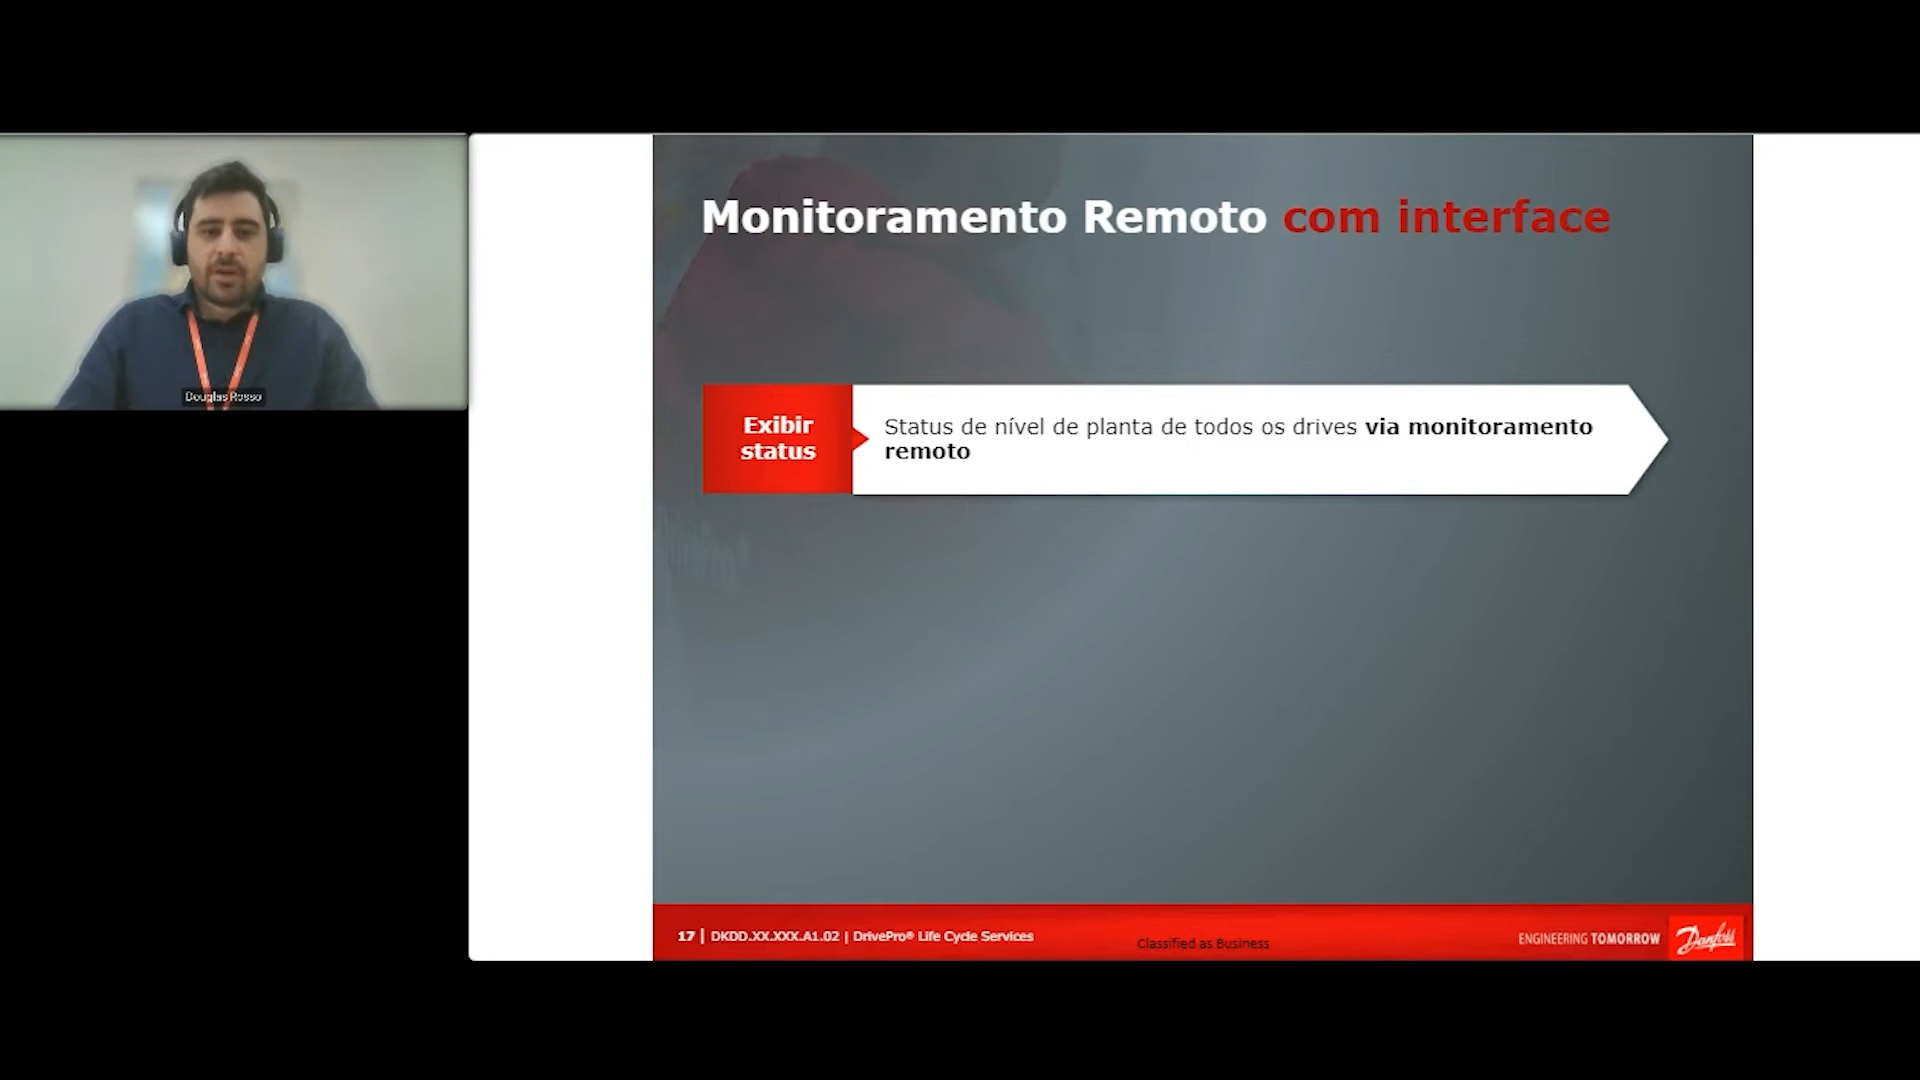 Douglas Rosso
Monitoramento Remoto com interface
Exibir
status
Status de nível de planta de todos os drives via monitoramento
remoto
17 | DKDD.XX.XXX.A1.02 | DrivePro® Life Cycle Services
Classified as Business
ENGINEERING TOMORROW
Danfoss